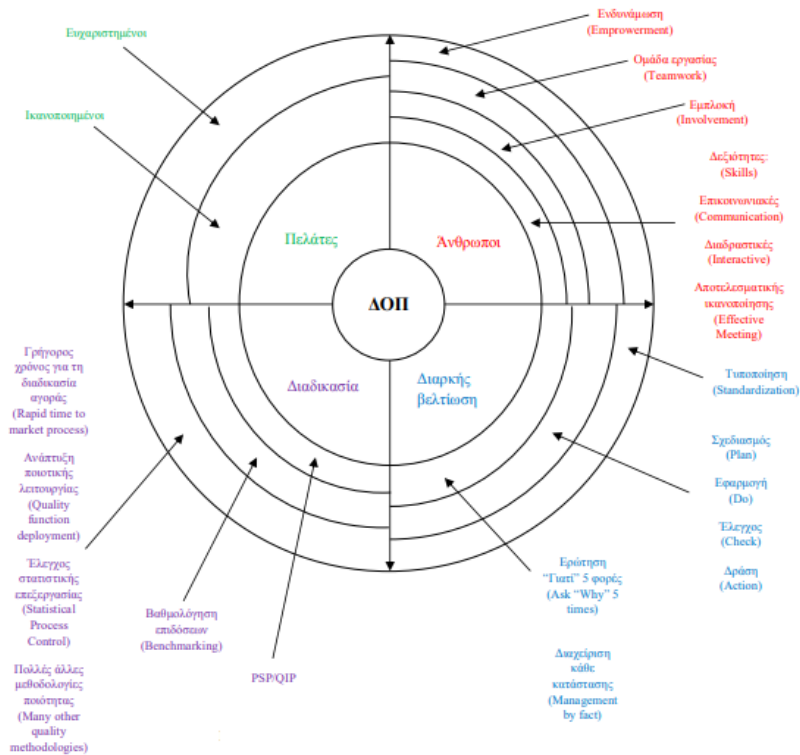 Ευχαριστημένοι
Ικανοποιημένοι
Πελάτες
Ενδυνάμωση
(Emprowerment)
Ομάδα εργασίας
(Teamwork)
Εμπλοκή
(Involvement)
Δεξιότητες:
(Skills)
Επικοινωνιακές
(Communication)
Διαδραστικές
(Interactive)
Αποτελεσματικής
ικανοποίησης
(Effective
Meeting)
Άνθρωποι
ΔΟΠ
Διαδικασία
Διαρκής
βελτίωση
Γρήγορος
χρόνος για τη
διαδικασία
αγοράς
(Rapid time to
market process)
Ανάπτυξη
ποιοτικής
λειτουργίας
(Quality
function
deployment)
Έλεγχος
στατιστικής
επεξεργασίας
(Statistical
Process
Control)
Πολλές άλλες
μεθοδολογίες
ποιότητας
(Many other
quality
methodologies)
Βαθμολόγηση
επιδόσεων
(Benchmarking)
PSP/QIP
Τυποποίηση
(Standardization)
Σχεδιασμός
(Plan)
Εφαρμογή
(Do)
Έλεγχος
(Check)
Δράση
(Action)
Ερώτηση
“Γιατί” 5 φορές
(Ask “Why” 5
times)
Διαχείριση
κάθε
κατάστασης
(Management
by fact)